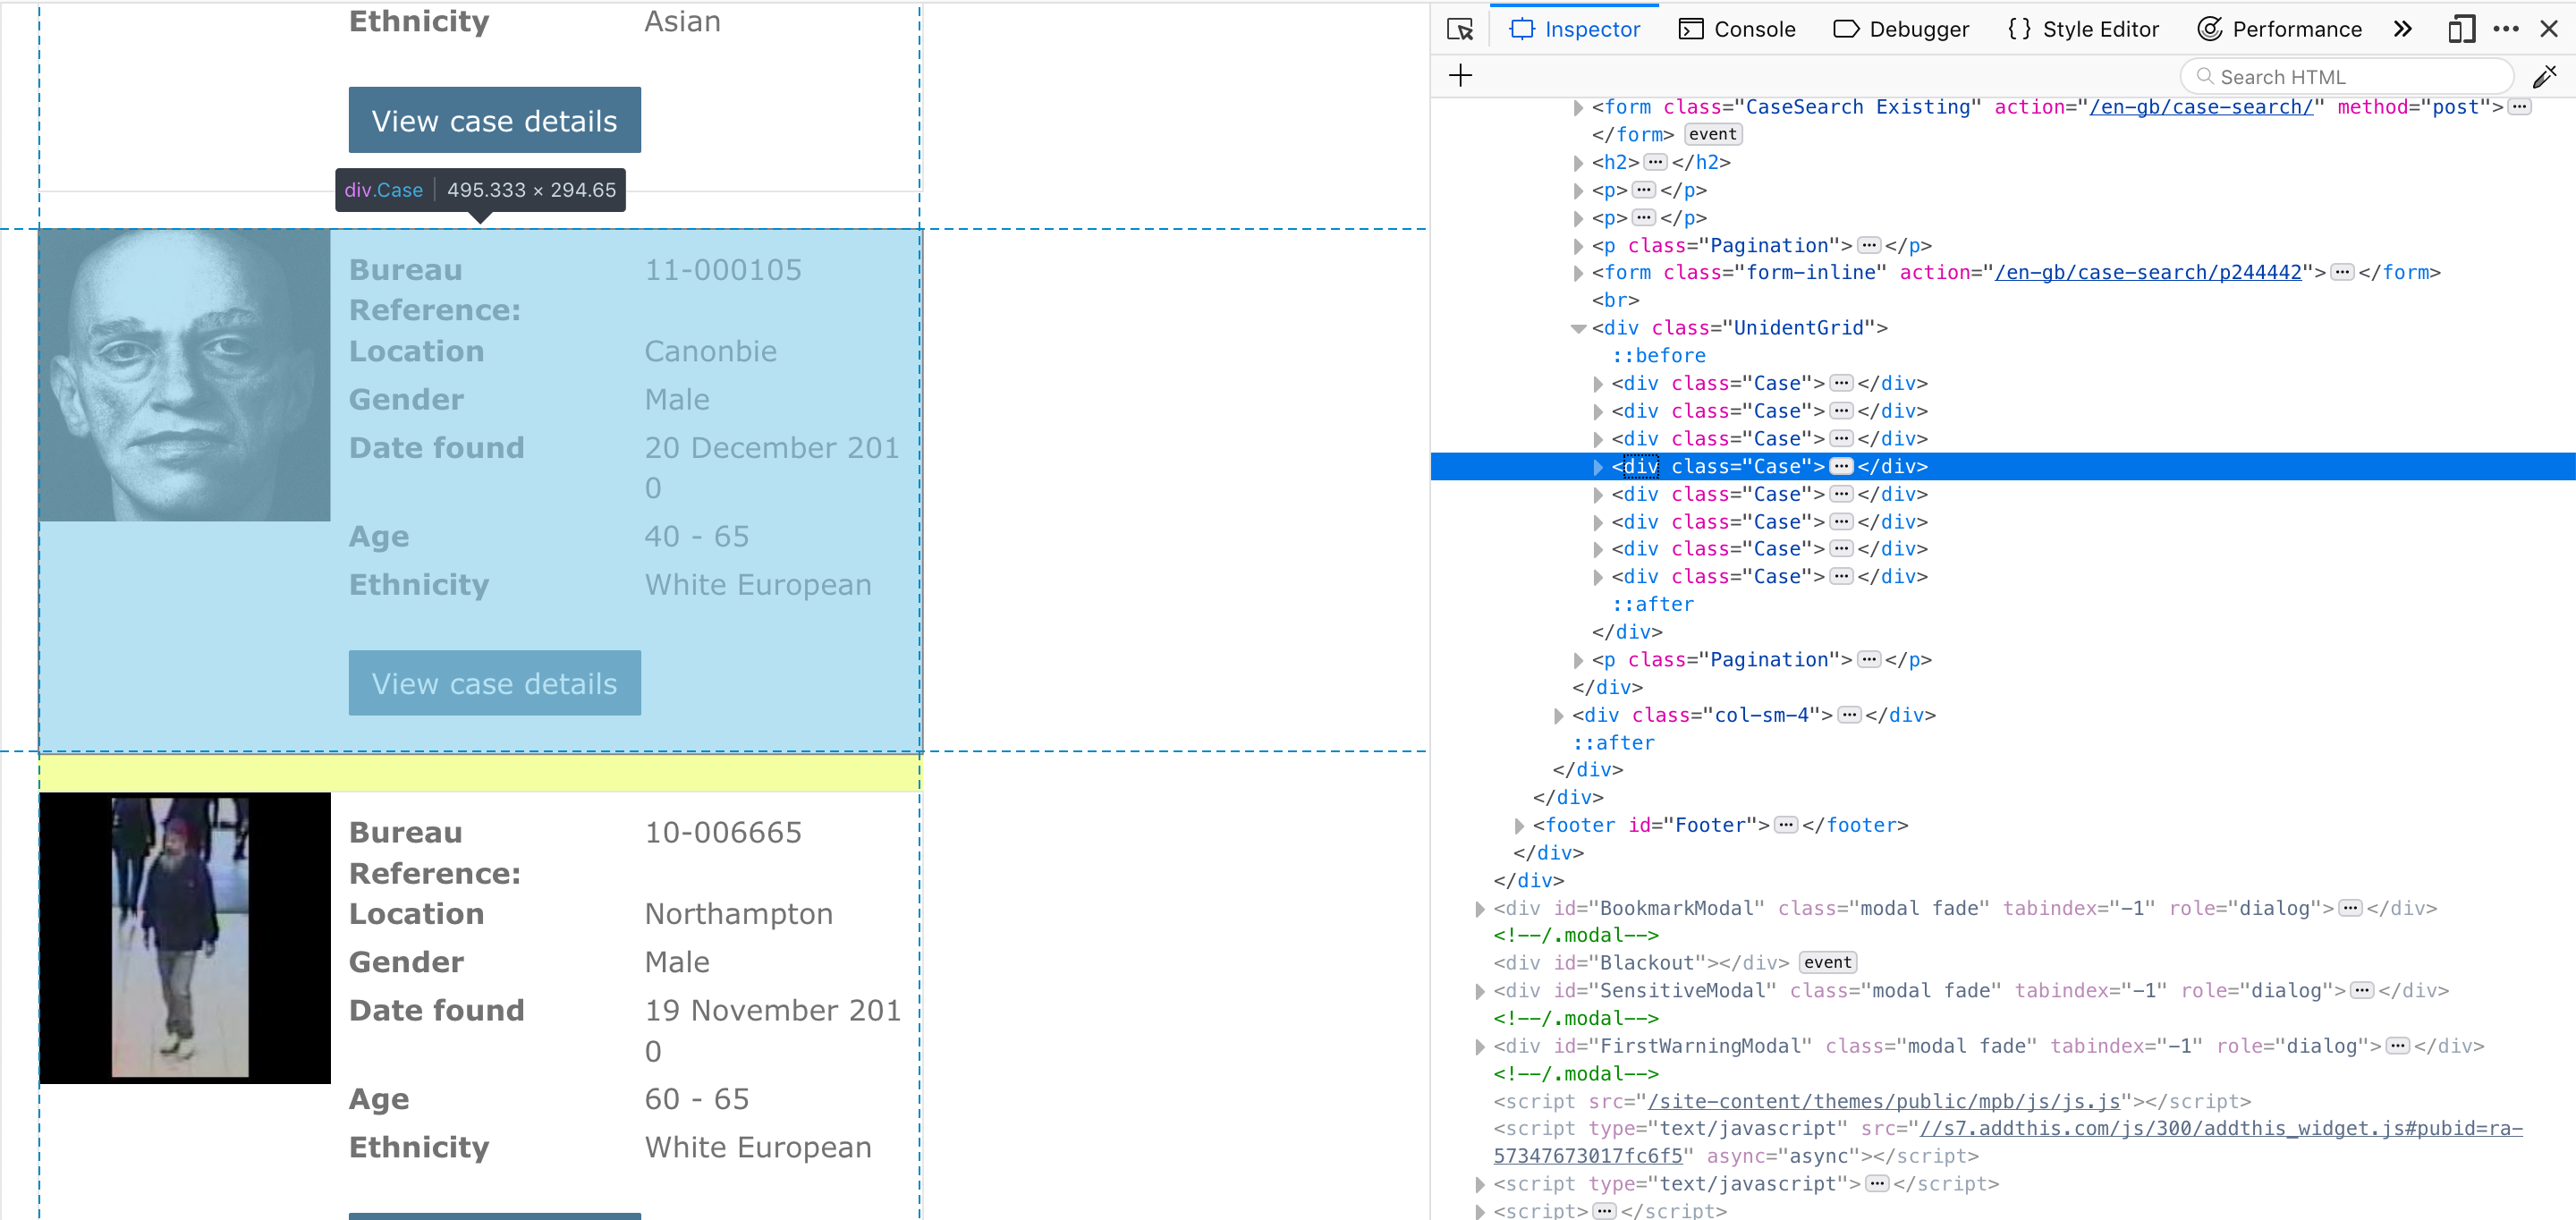 Ethnicity Asian
View case details
div.Case 495.333 × 294.65
Bureau Reference: 11-000105
Location Canonbie
Gender Male
Date found 20 December 201
0
Age 40 - 65
Ethnicity White European
View case details
Bureau Reference: 10-006665
Location Northampton
Gender Male
Date found 19 November 201
0
Age 60 - 65
Ethnicity White European
Inspector Console Debugger {} Style Editor Performance
+ Search HTML
<form class="CaseSearch Existing" action="/en-gb/case-search/" method="post">
</form> event
<h2></h2>
<p></p>
<p></p>
<p class="Pagination"></p>
<form class="form-inline" action="/en-gb/case-search/p244442"></form>
<br>
<div class="UnidentGrid">
::before
<div class="Case"></div>
<div class="Case"></div>
<div class="Case"></div>
<div class="Case"></div>
<div class="Case"></div>
<div class="Case"></div>
<div class="Case"></div>
<div class="Case"></div>
::after
</div>
<p class="Pagination"></p>
</div>
<div class="col-sm-4"></div>
::after
</div>
</div>
<footer id="Footer"></footer>
</div>
</div>
<div id="BookmarkModal" class="modal fade" tabindex="-1" role="dialog"></div>
<!--/.modal-->
<div id="Blackout"></div> event
<div id="SensitiveModal" class="modal fade" tabindex="-1" role="dialog"></div>
<!--/.modal-->
<div id="FirstWarningModal" class="modal fade" tabindex="-1" role="dialog"></div>
<!--/.modal-->
<script src="/site-content/themes/public/mpb/js/js.js"></script>
<script type="text/javascript" src="//s7.addthis.com/js/300/addthis_widget.js#pubid=ra-
57347673017fc6f5" async="async"></script>
<script type="text/javascript"></script>
<script></script>